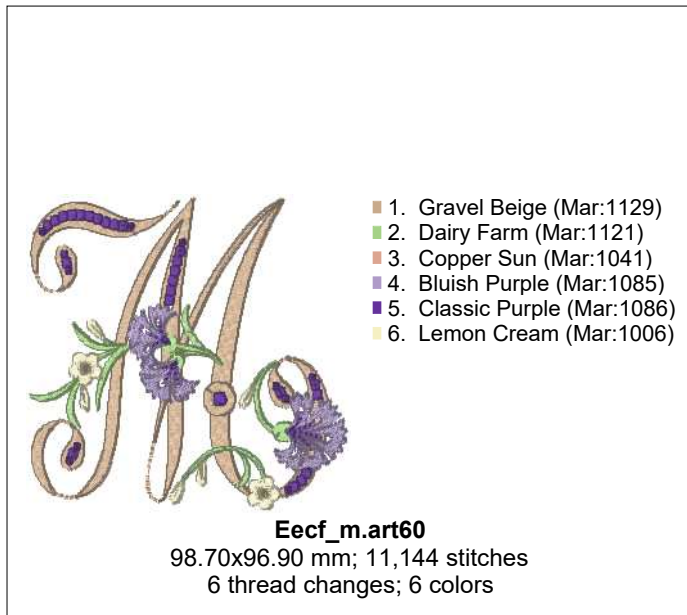 M
1. Gravel Beige (Mar:1129)
2. Dairy Farm (Mar:1121)
3. Copper Sun (Mar:1041)
4. Bluish Purple (Mar:1085)
5. Classic Purple (Mar:1086)
6. Lemon Cream (Mar:1006)
Eecf_m.art60
98.70x96.90 mm; 11,144 stitches
6 thread changes; 6 colors